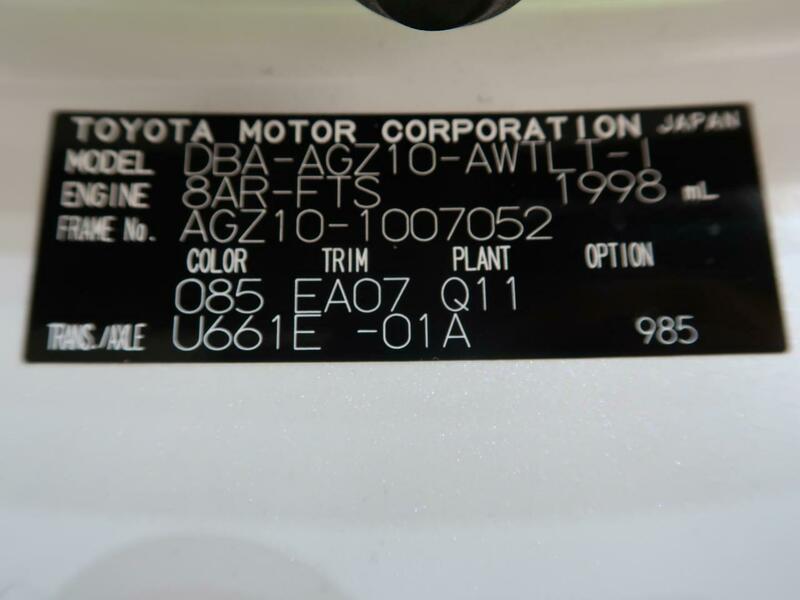 TOYOTA MOTOR CORPORATION JAPAN
MODEL DBA-AGZ10-AWTLT-1
ENGINE 8AR-FTS 1998 mL
FRAME No. AGZ10-1007052
COLOR TRIM PLANT OPTION
085 EA07 Q11
TRANS./AXLE U661E -01A 985